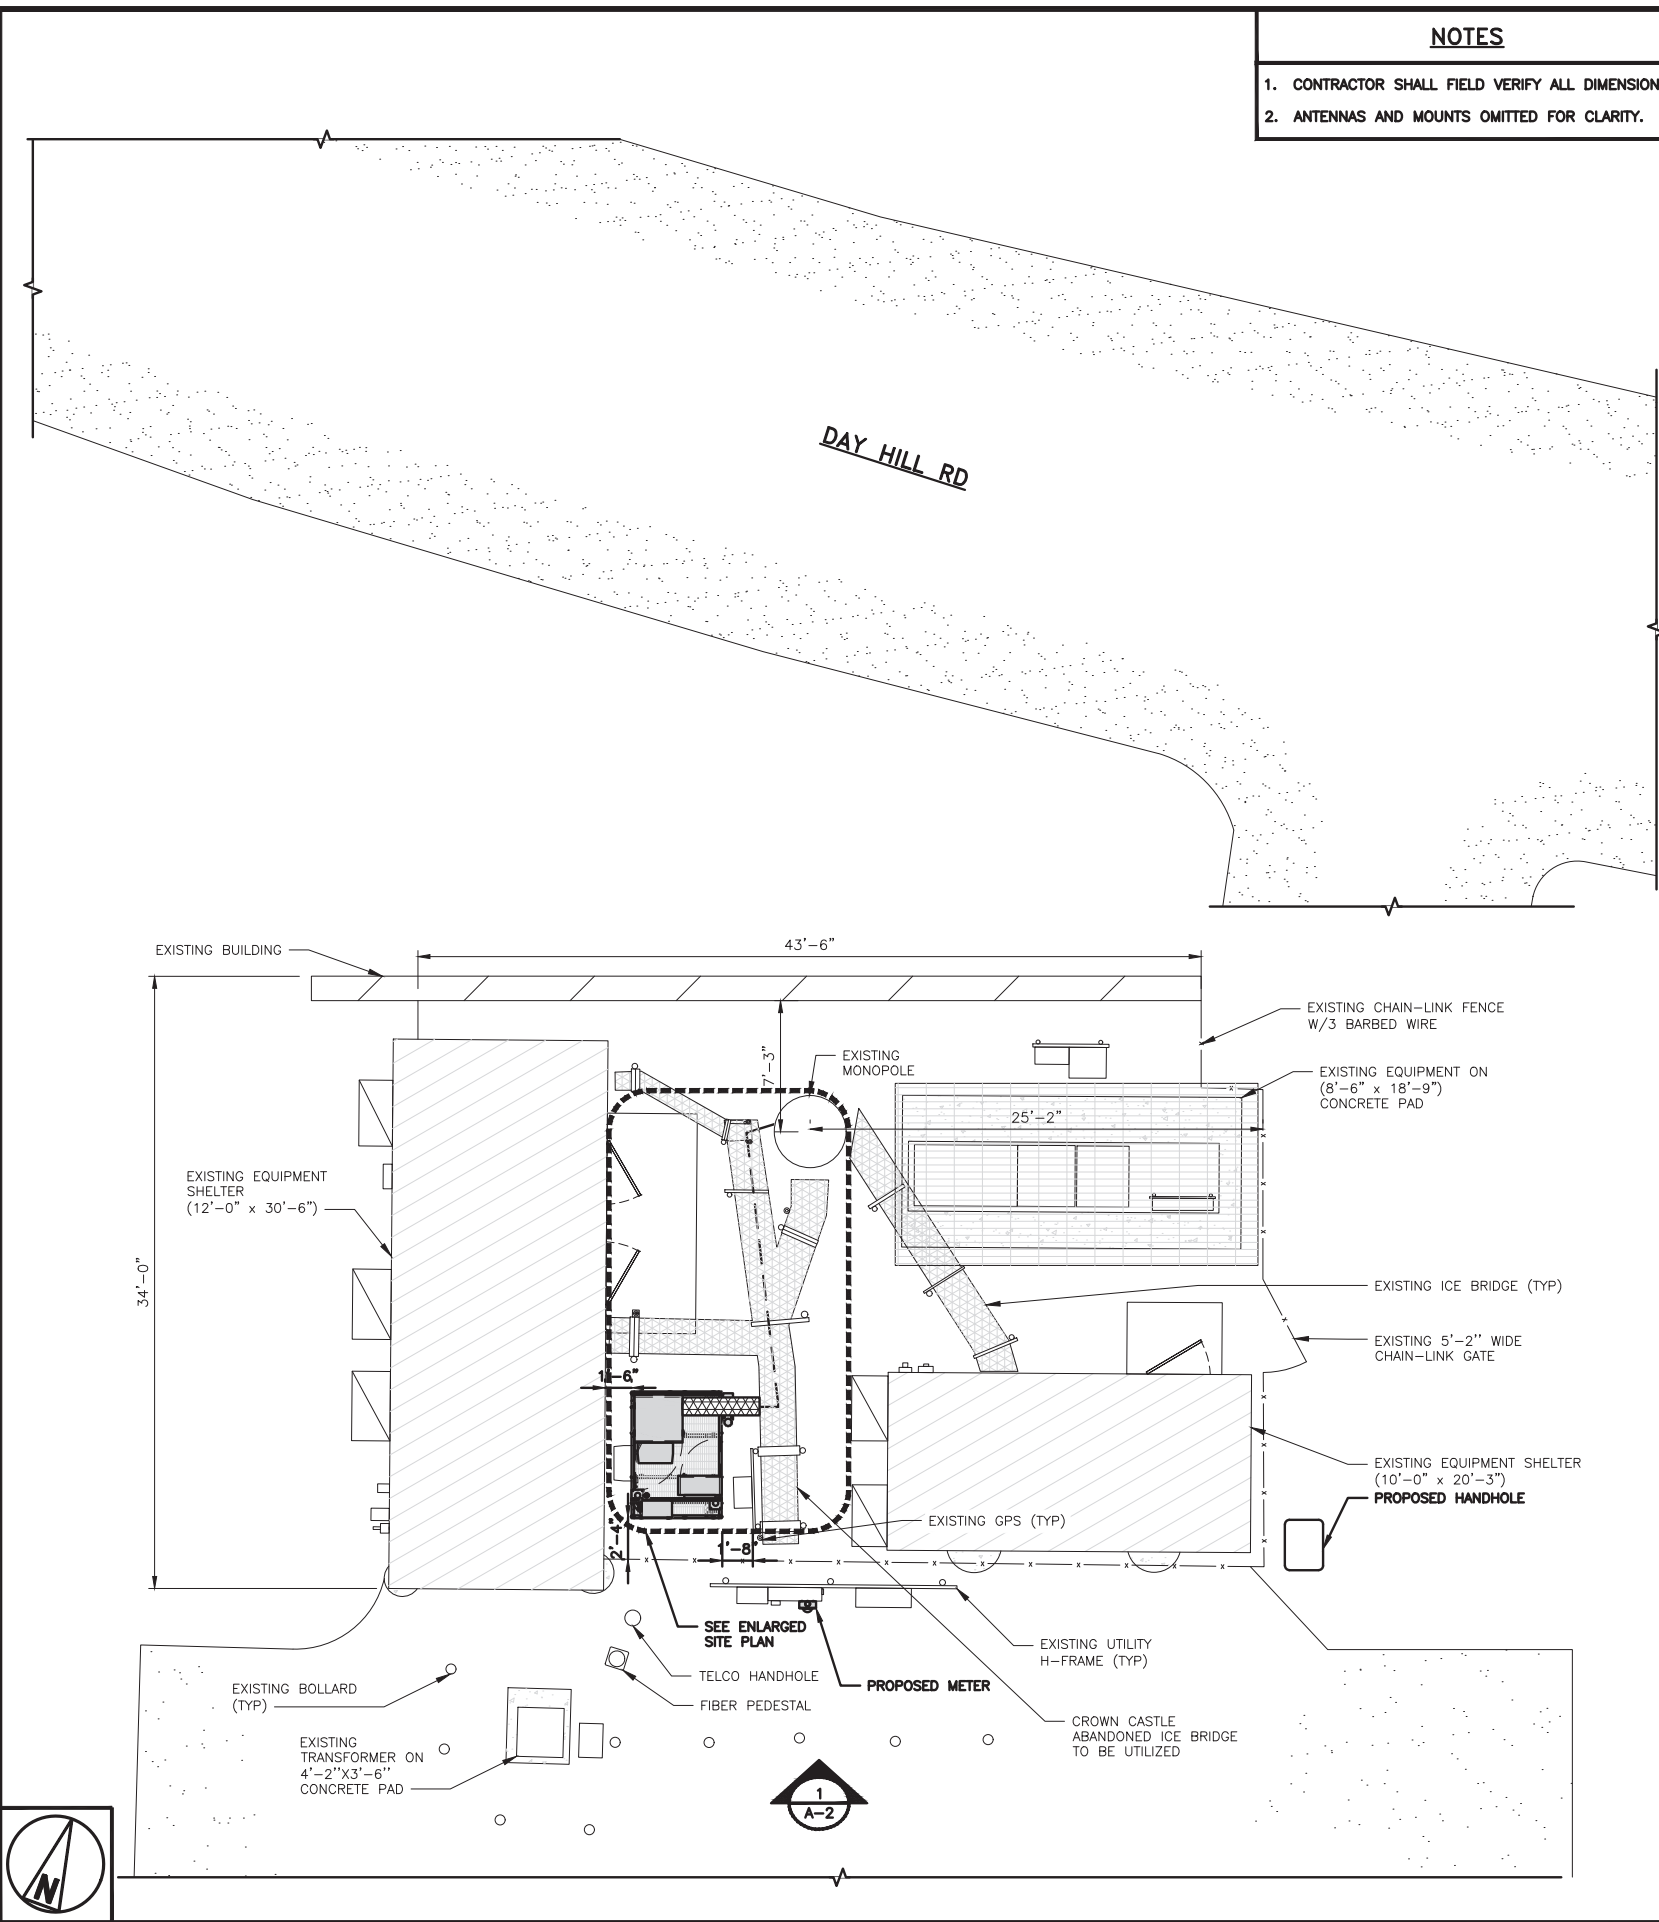 NOTES
1. CONTRACTOR SHALL FIELD VERIFY ALL DIMENSION
2. ANTENNAS AND MOUNTS OMITTED FOR CLARITY.
DAY HILL RD
EXISTING BUILDING
43'-6"
34'-0"
7'-3"
EXISTING
MONOPOLE
25'-2"
EXISTING CHAIN-LINK FENCE
W/3 BARBED WIRE
EXISTING EQUIPMENT ON
(8'-6" x 18'-9")
CONCRETE PAD
EXISTING EQUIPMENT
SHELTER
(12'-0" x 30'-6")
EXISTING ICE BRIDGE (TYP)
EXISTING 5'-2'' WIDE
CHAIN-LINK GATE
1'-6"
EXISTING EQUIPMENT SHELTER
(10'-0" x 20'-3")
PROPOSED HANDHOLE
EXISTING GPS (TYP)
2'-4"
1'-8"
SEE ENLARGED
SITE PLAN
TELCO HANDHOLE
FIBER PEDESTAL
PROPOSED METER
EXISTING UTILITY
H-FRAME (TYP)
CROWN CASTLE
ABANDONED ICE BRIDGE
TO BE UTILIZED
EXISTING BOLLARD
(TYP)
EXISTING
TRANSFORMER ON
4'-2''X3'-6''
CONCRETE PAD
1
A-2
N